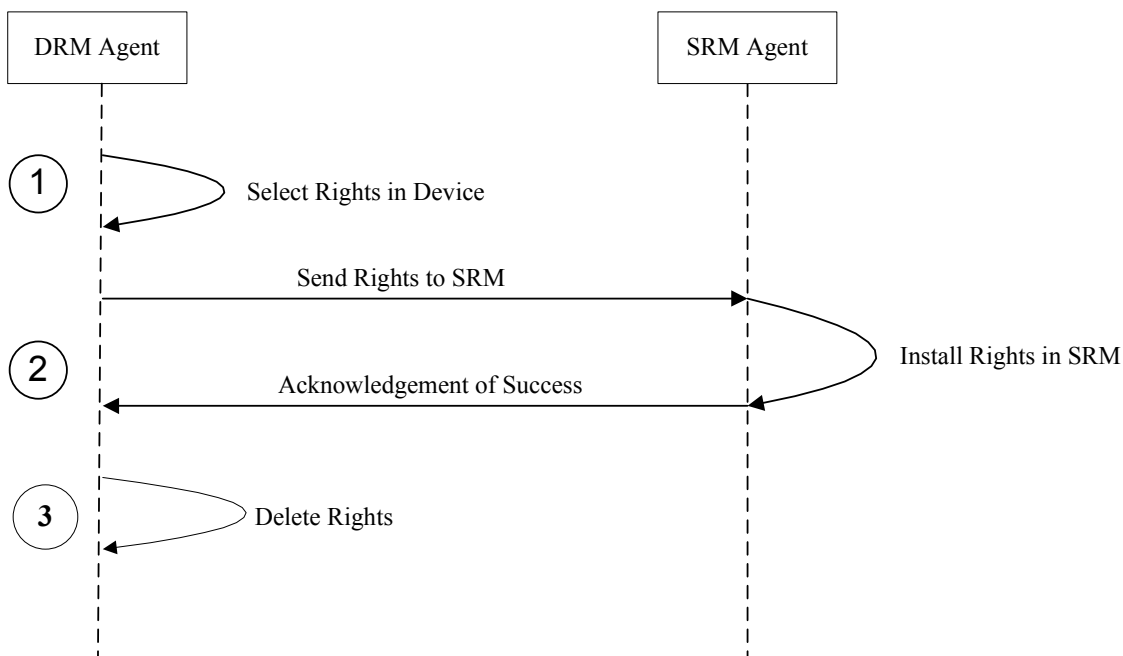 DRM Agent
SRM Agent
1
Select Rights in Device
Send Rights to SRM
Install Rights in SRM
2
Acknowledgement of Success
3
Delete Rights